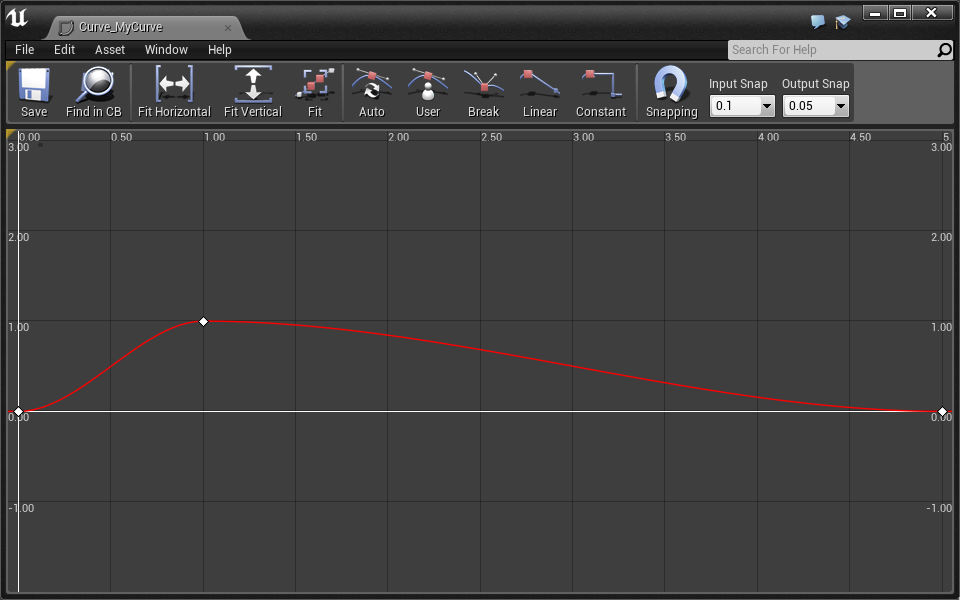 Curve_MyCurve
File Edit Asset Window Help
Search For Help
Save Find in CB Fit Horizontal Fit Vertical Fit Auto User Break Linear Constant Snapping
Input Snap Output Snap
0.1 0.05
0.00 0.50 1.00 1.50 2.00 2.50 3.00 3.50 4.00 4.50 5.
3.00 3.00
2.00 2.00
1.00 1.00
0.00 0.00
-1.00 -1.00